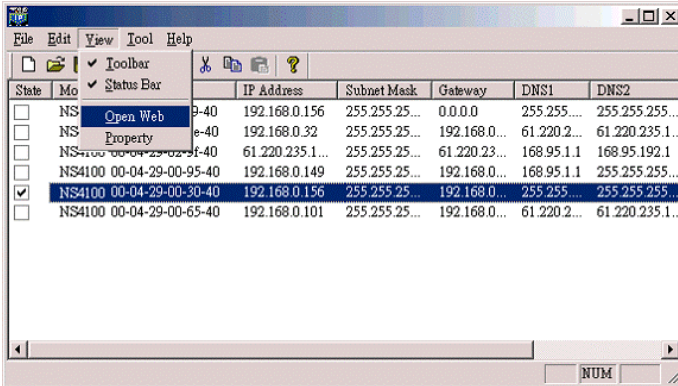 File Edit View Tool Help
Toolbar
Status Bar
Open Web
Property
State IP Address Subnet Mask Gateway DNS1 DNS2
NS 9-40 192.168.0.156 255.255.25... 0.0.0.0 255.255.... 255.255.255...
NS e-40 192.168.0.32 255.255.25... 192.168.0... 61.220.2... 61.220.235.1...
NS4100 00-04-29-02-9f-40 61.220.235.1... 255.255.25... 61.220.23... 168.95.1.1 168.95.192.1
NS4100 00-04-29-00-95-40 192.168.0.149 255.255.25... 192.168.0... 168.95.1.1 255.255.255...
NS4100 00-04-29-00-30-40 192.168.0.156 255.255.25... 192.168.0... 255.255.... 255.255.255...
NS4100 00-04-29-00-65-40 192.168.0.101 255.255.25... 192.168.0... 61.220.2... 61.220.235.1...
NUM